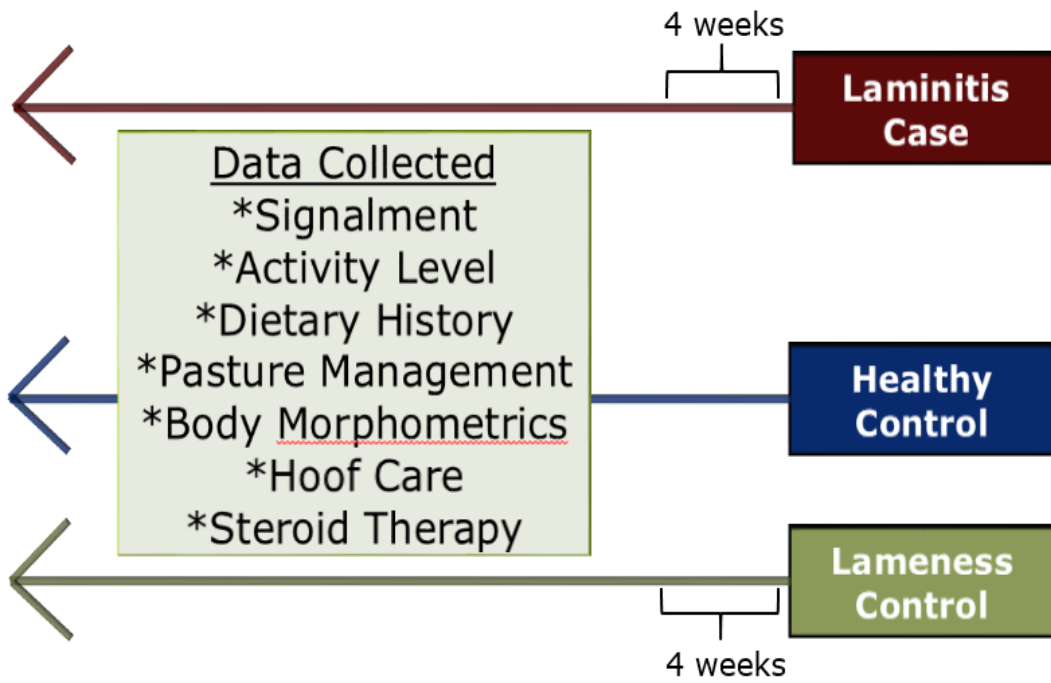 4 weeks
Laminitis
Case
Data Collected
*Signalment
*Activity Level
*Dietary History
*Pasture Management
*Body Morphometrics
*Hoof Care
*Steroid Therapy
Healthy
Control
Lameness
Control
4 weeks